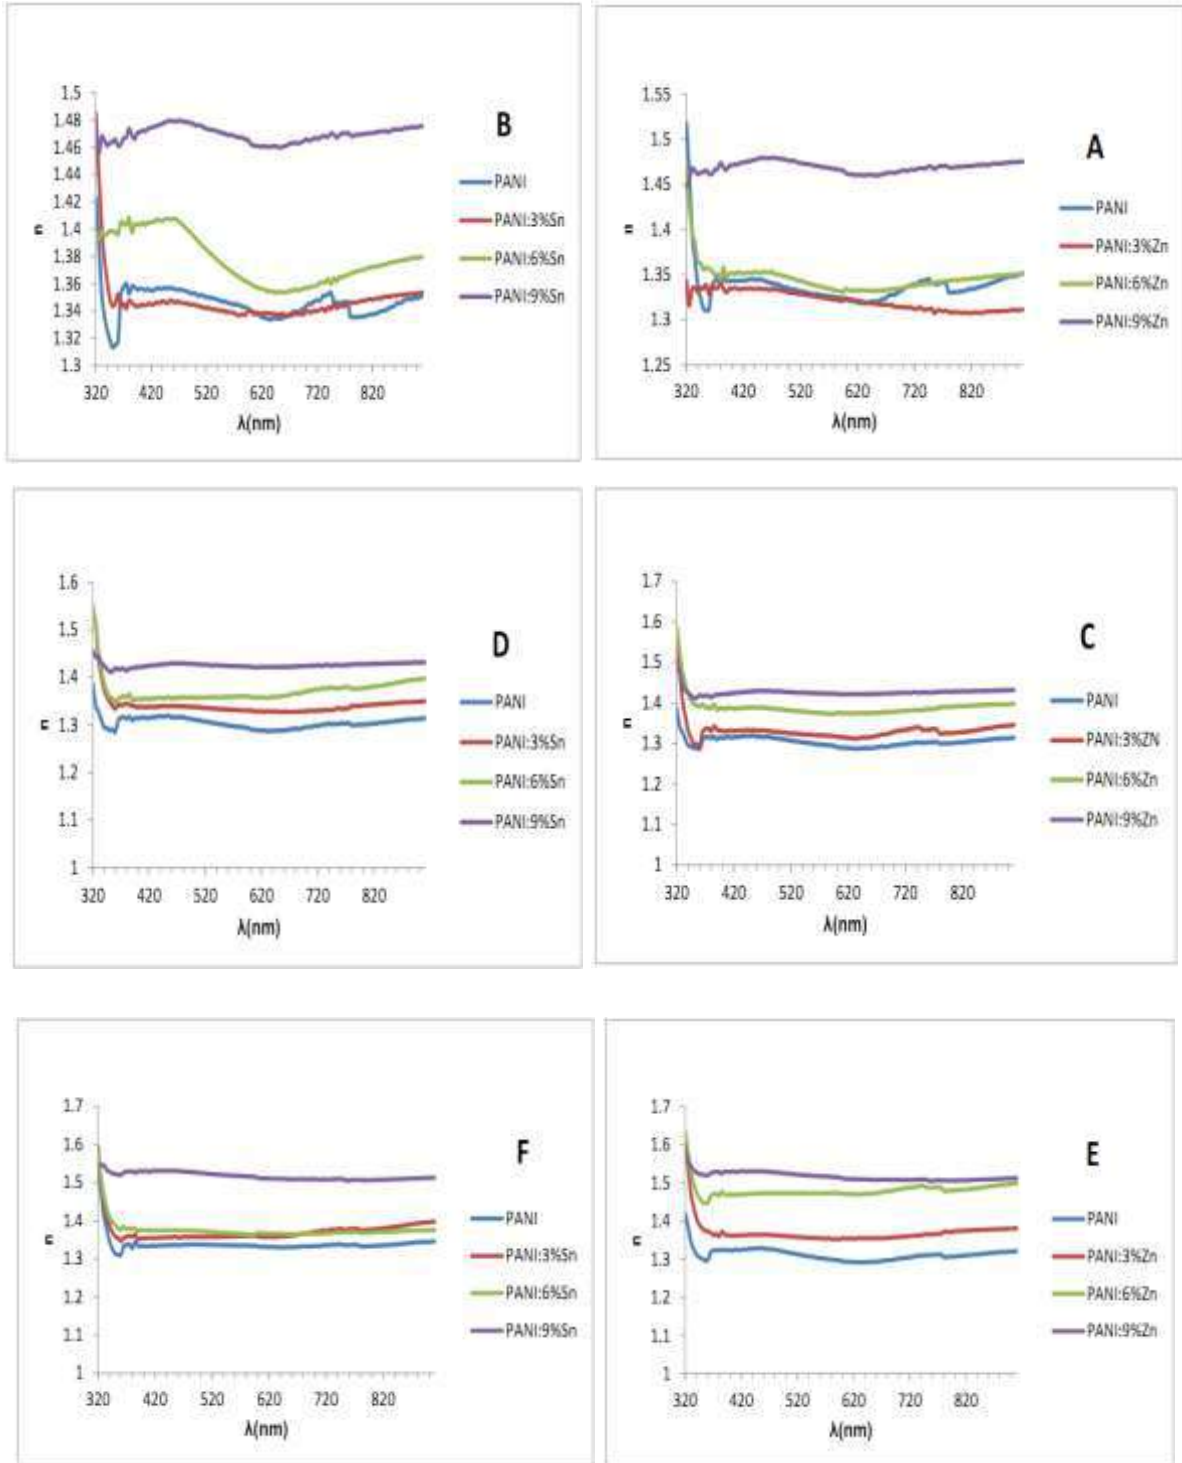 1.5
1.48
1.46
1.44
1.42
1.4
1.38
1.36
1.34
1.32
1.3
n
320 420 520 620 720 820
λ(nm)
B
PANI
PANI:3%Sn
PANI:6%Sn
PANI:9%Sn
1.55
1.5
1.45
1.4
1.35
1.3
1.25
n
320 420 520 620 720 820
λ(nm)
A
PANI
PANI:3%Zn
PANI:6%Zn
PANI:9%Zn
1.6
1.5
1.4
1.3
1.2
1.1
1
n
320 420 520 620 720 820
λ(nm)
D
PANI
PANI:3%Sn
PANI:6%Sn
PANI:9%Sn
1.7
1.6
1.5
1.4
1.3
1.2
1.1
1
n
320 420 520 620 720 820
λ(nm)
C
PANI
PANI:3%ZN
PANI:6%Zn
PANI:9%Zn
1.7
1.6
1.5
1.4
1.3
1.2
1.1
1
n
320 420 520 620 720 820
λ(nm)
F
PANI
PANI:3%Sn
PANI:6%Sn
PANI:9%Sn
1.7
1.6
1.5
1.4
1.3
1.2
1.1
1
n
320 420 520 620 720 820
λ(nm)
E
PANI
PANI:3%Zn
PANI:6%Zn
PANI:9%Zn